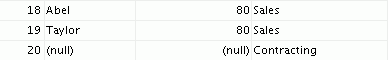 18 Abel 80 Sales
19 Taylor 80 Sales
20 (null) (null) Contracting